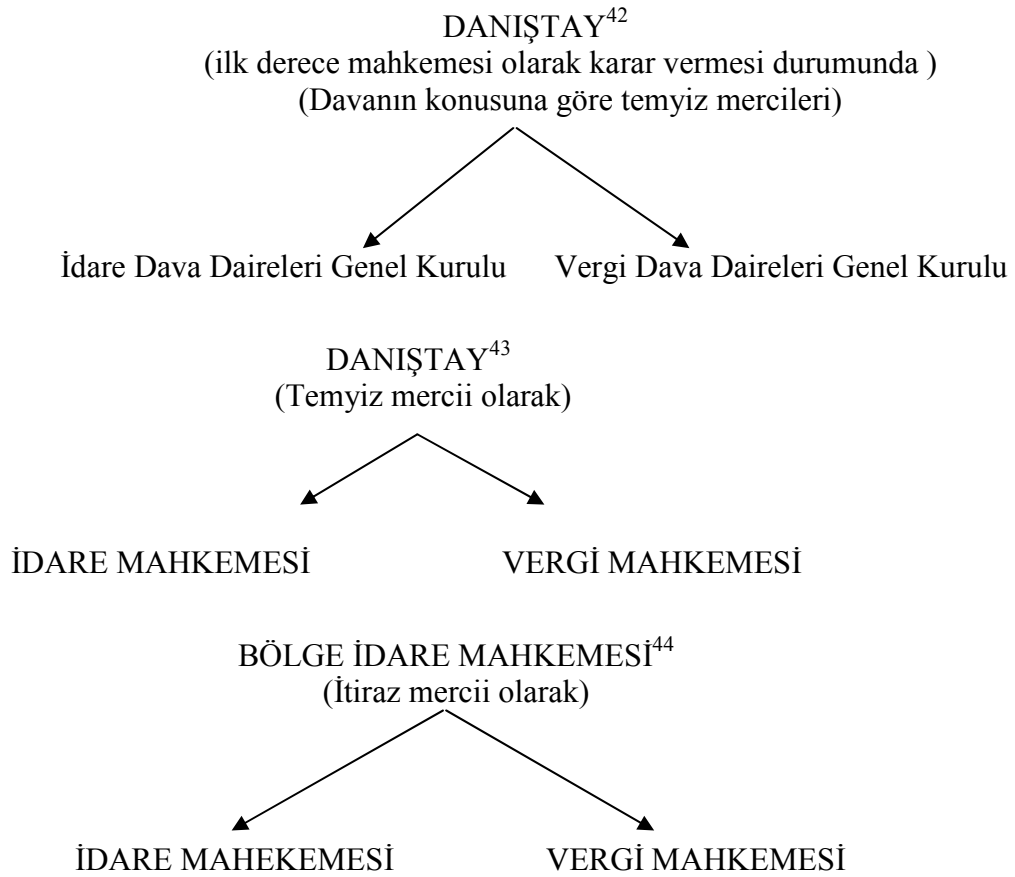 DANIŞTAY42
(ilk derece mahkemesi olarak karar vermesi durumunda )
(Davanın konusuna göre temyiz mercileri)
İdare Dava Daireleri Genel Kurulu Vergi Dava Daireleri Genel Kurulu
DANIŞTAY43
(Temyiz mercii olarak)
İDARE MAHKEMESİ VERGİ MAHKEMESİ
BÖLGE İDARE MAHKEMESİ44
(İtiraz mercii olarak)
İDARE MAHEKEMESİ VERGİ MAHKEMESİ